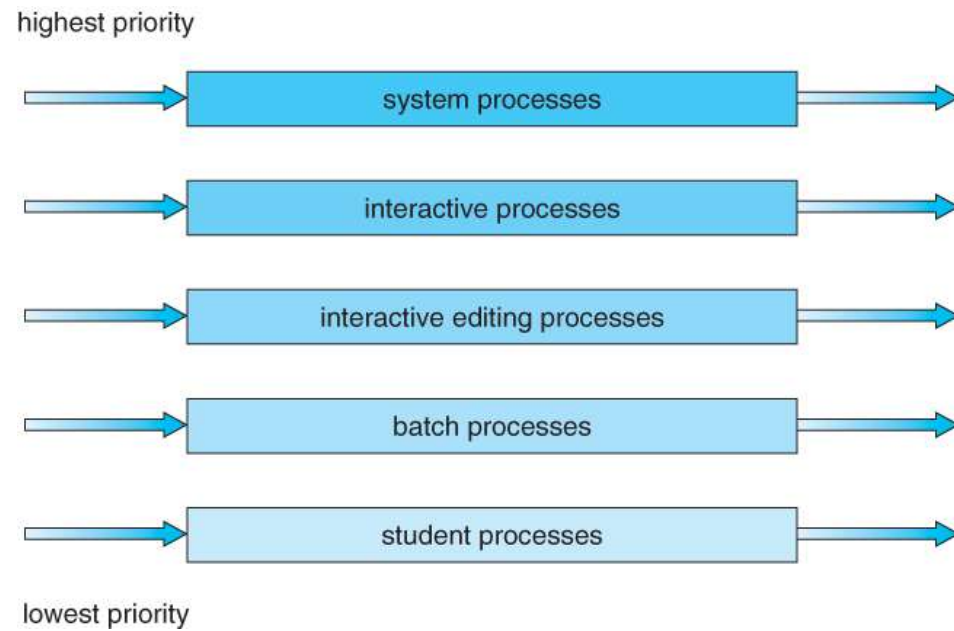 highest priority
system processes
interactive processes
interactive editing processes
batch processes
student processes
lowest priority